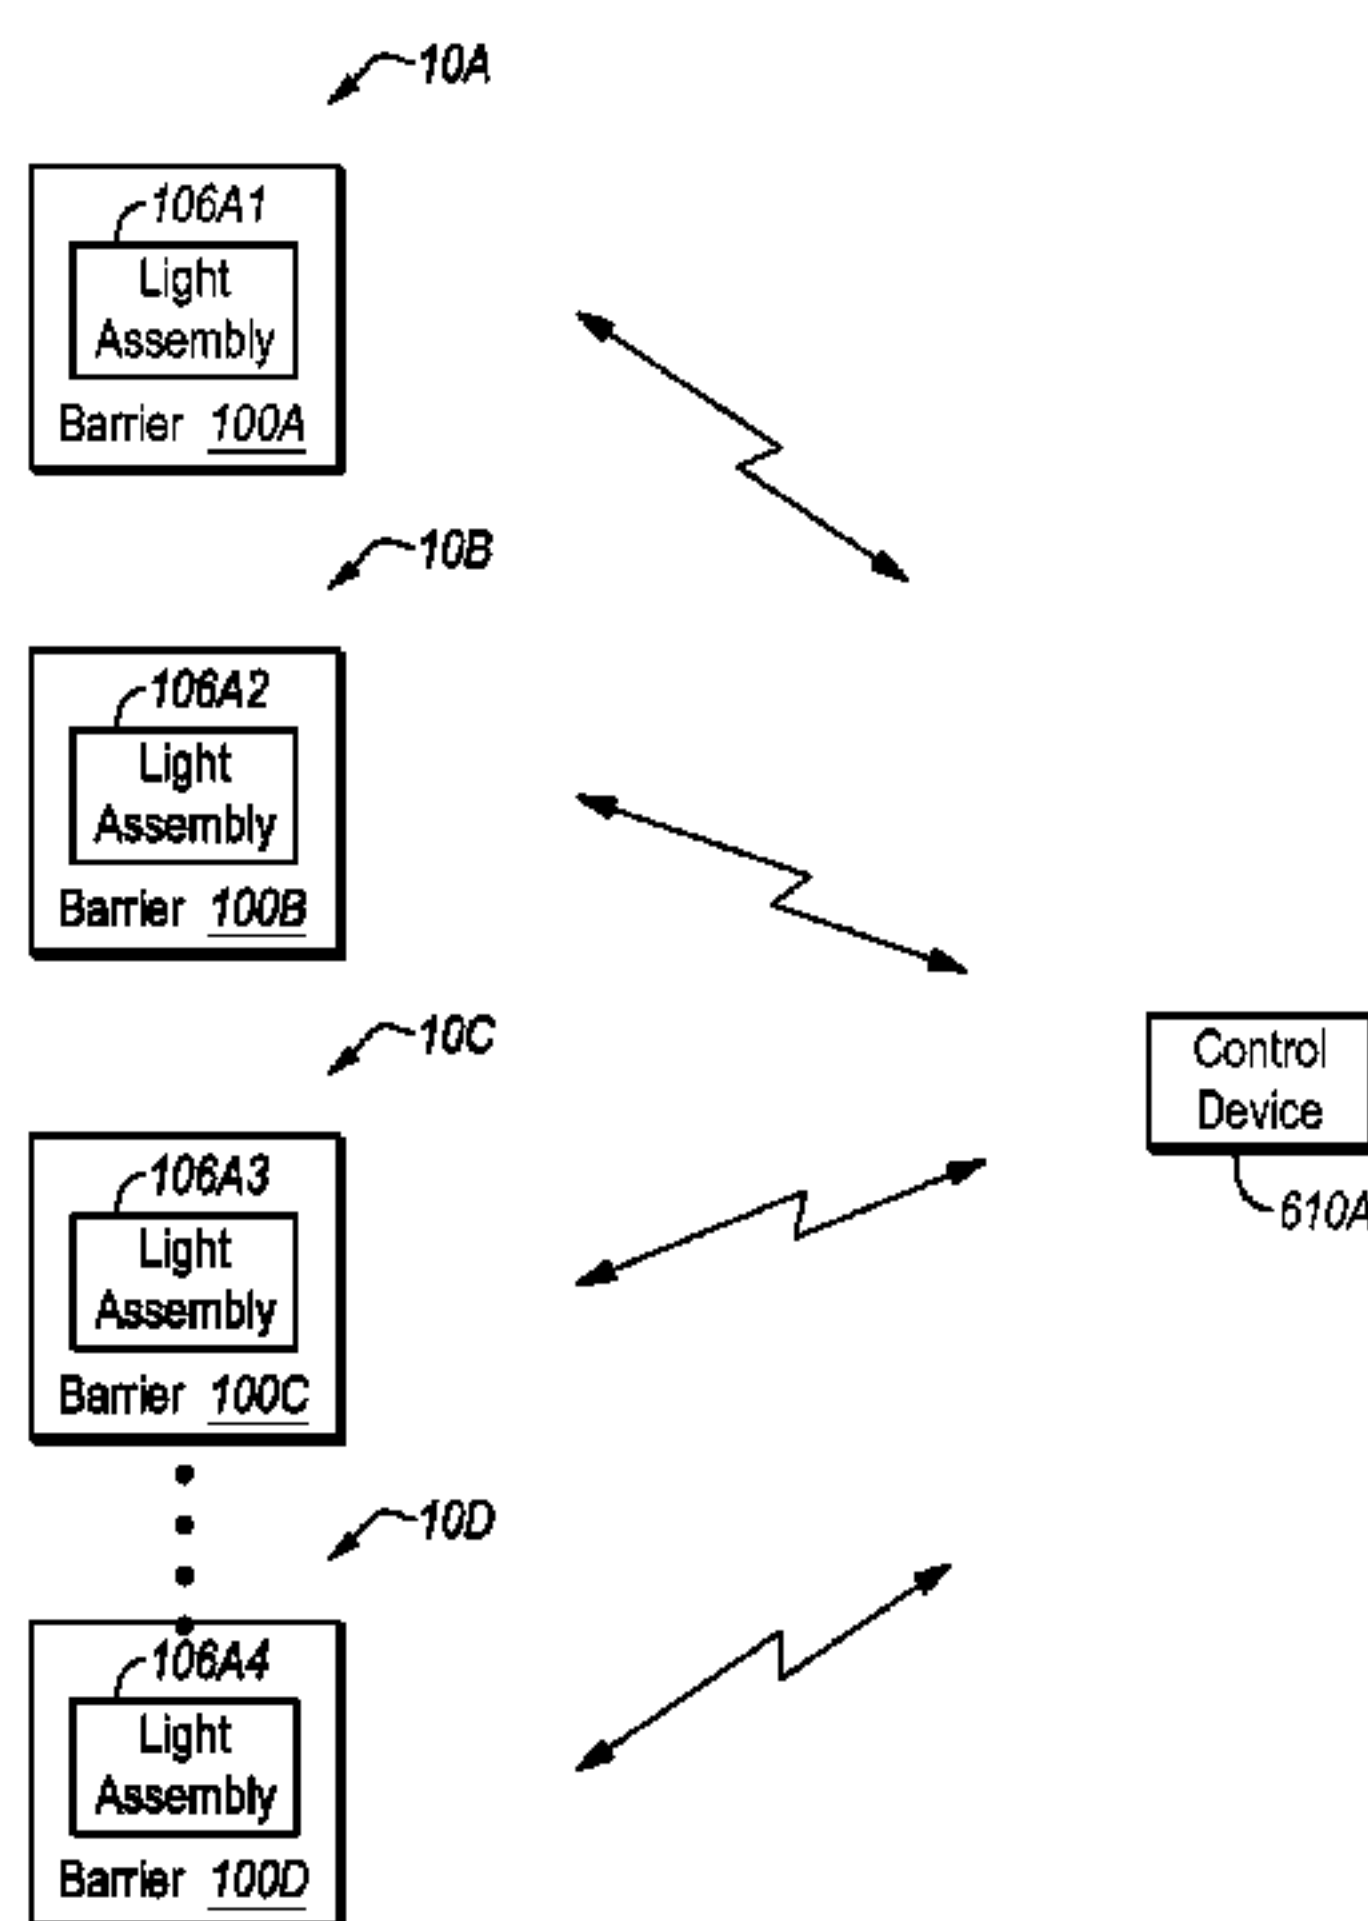 10A
106A1
Light
Assembly
Barrier 100A
10B
106A2
Light
Assembly
Barrier 100B
10C
106A3
Light
Assembly
Barrier 100C
Control
Device
610A
10D
106A4
Light
Assembly
Barrier 100D